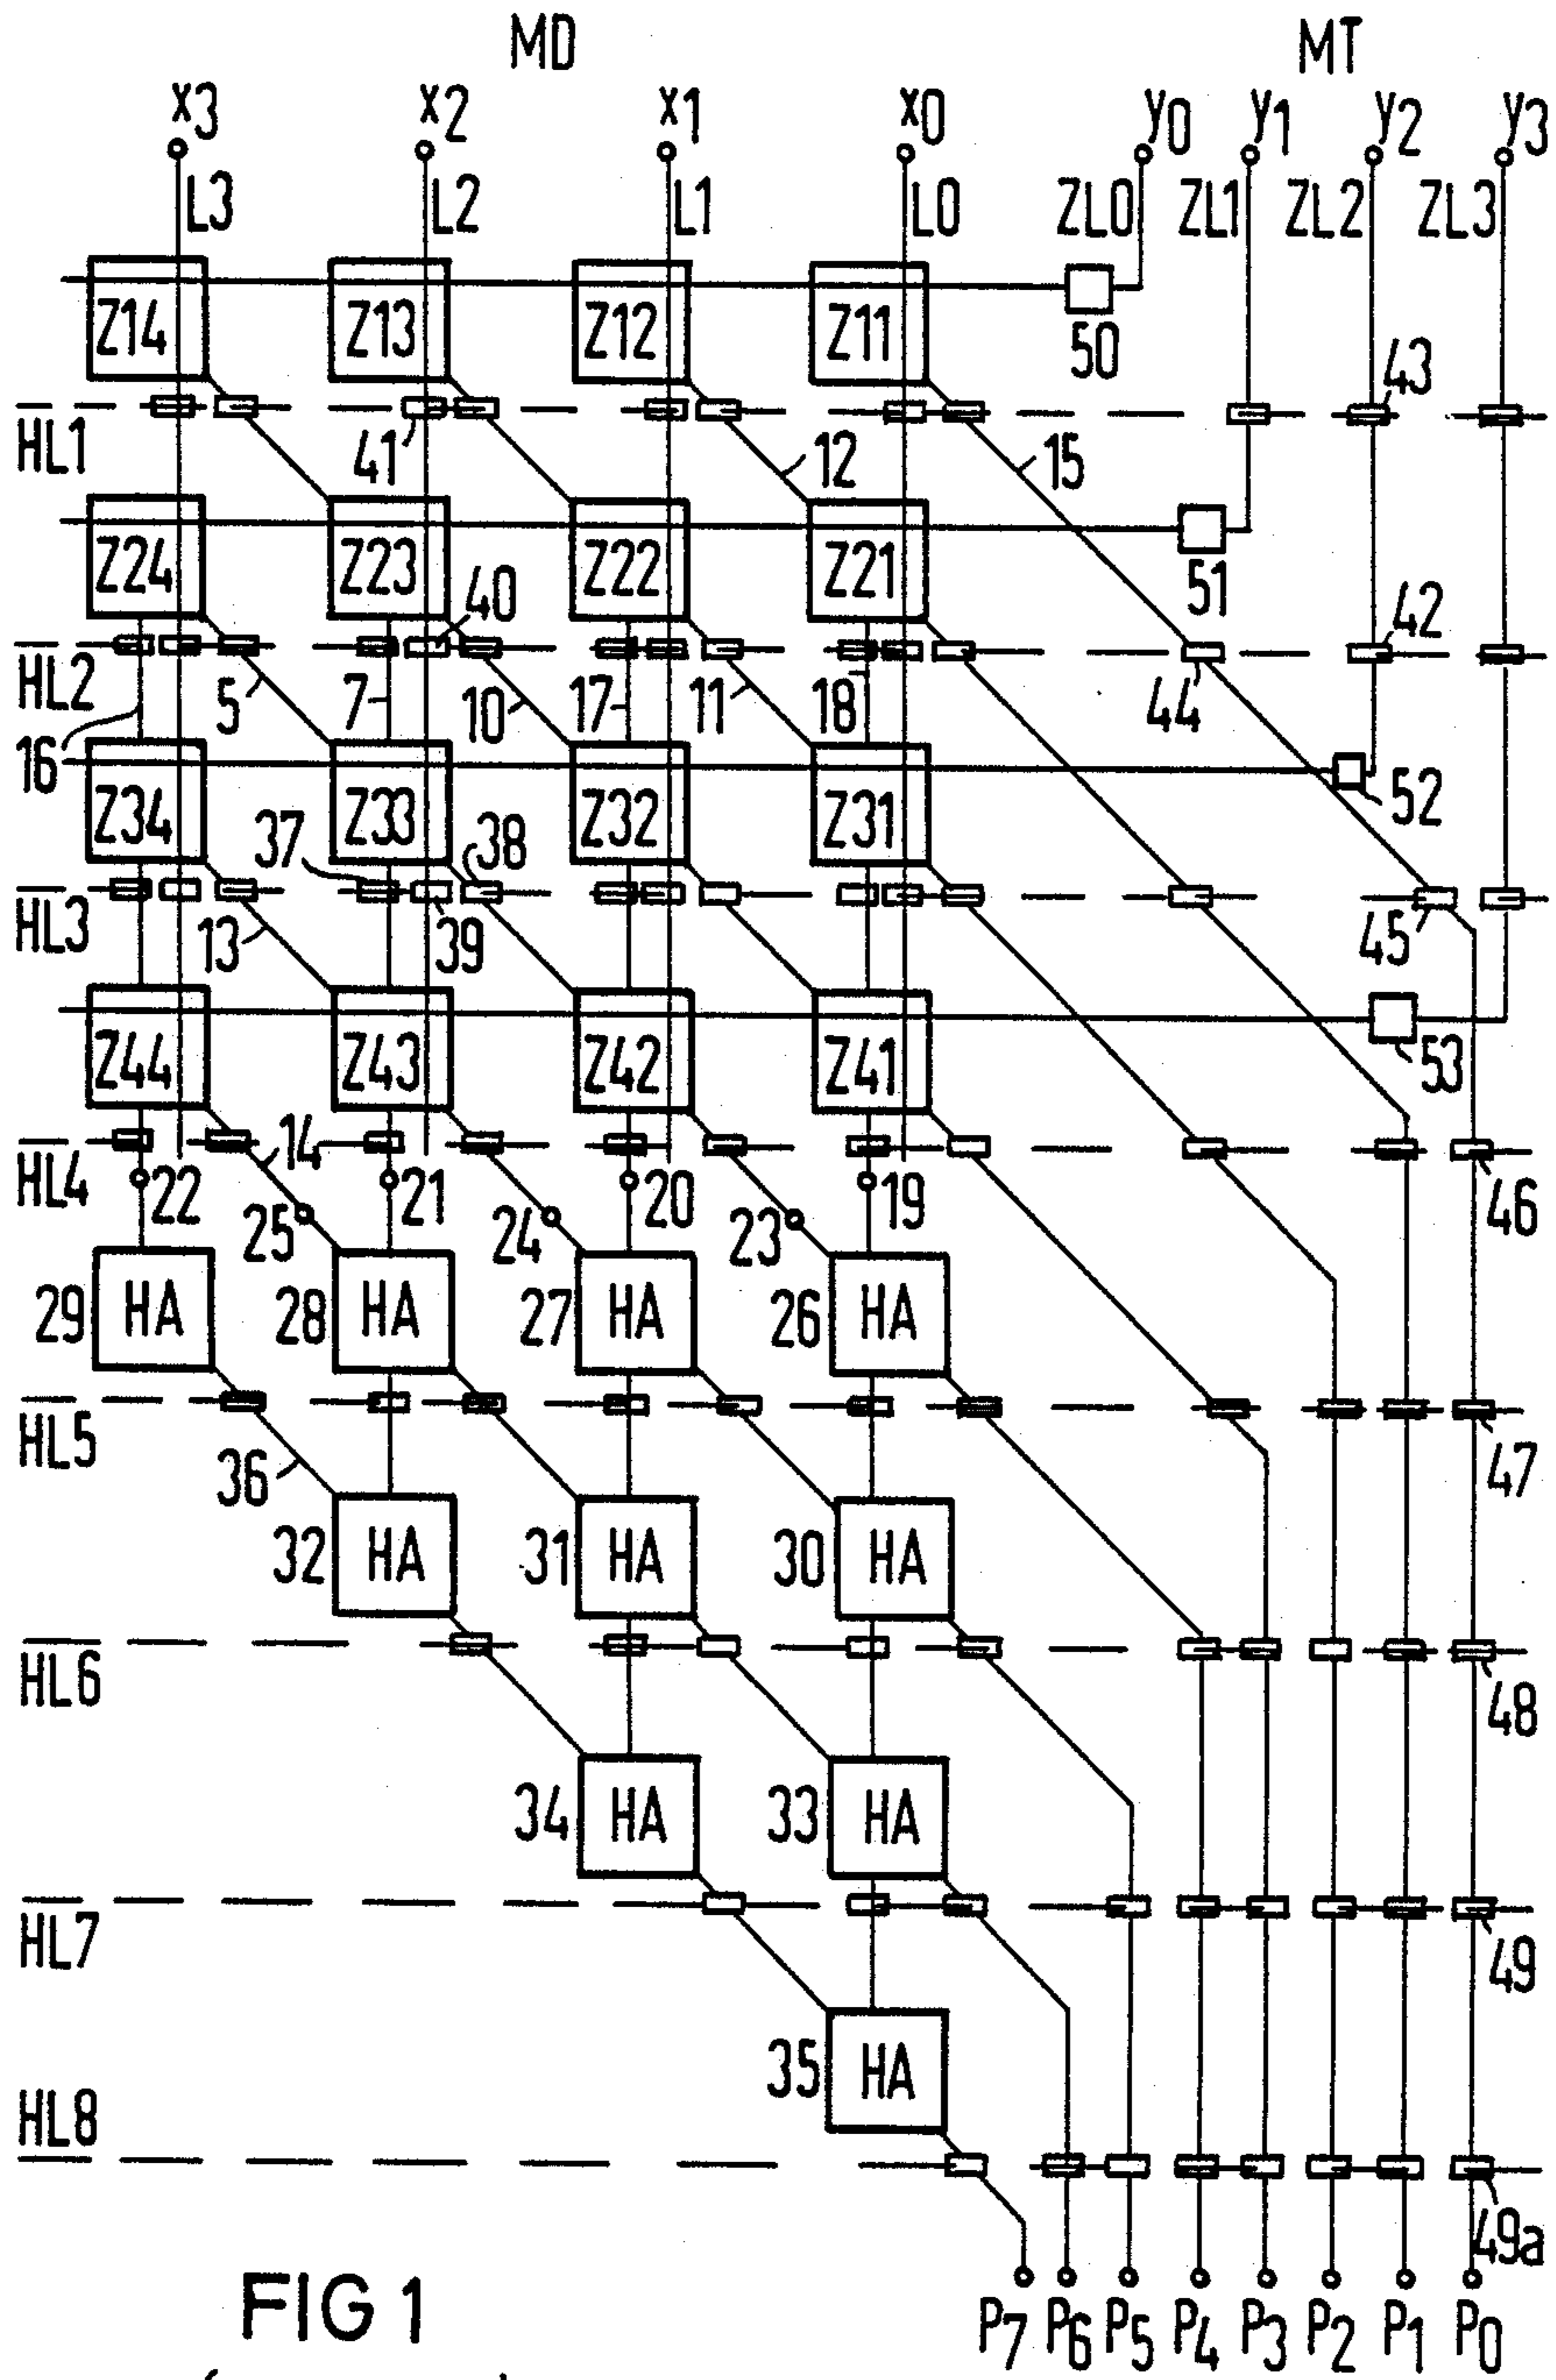 MD MT
x3 x2 x1 x0 y0 y1 y2 y3
L3 L2 L1 L0 ZL0 ZL1 ZL2 ZL3
Z14 Z13 Z12 Z11 50 43
HL1 41 12 15
Z24 Z23 40 Z22 Z21 51 42
HL2 5 7 10 17 11 18 44
16 Z34 Z33 Z32 Z31 52
37 38
HL3 13 39 45
Z44 Z43 Z42 Z41 53
HL4 14
22 25 21 24 20 23 19 46
29 HA 28 HA 27 HA 26 HA
HL5 36 47
32 HA 31 HA 30 HA
HL6 48
34 HA 33 HA
HL7 49
35 HA
HL8 49a
FIG 1
P7 P6 P5 P4 P3 P2 P1 P0